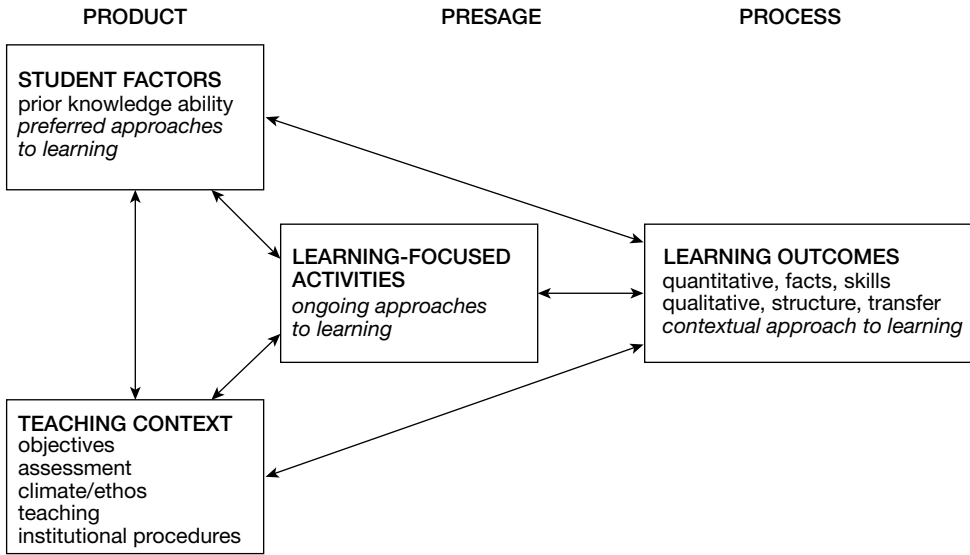 PRODUCT
PRESAGE
PROCESS
STUDENT FACTORS
prior knowledge ability
preferred approaches
to learning
LEARNING-FOCUSED
ACTIVITIES
ongoing approaches
to learning
LEARNING OUTCOMES
quantitative, facts, skills
qualitative, structure, transfer
contextual approach to learning
TEACHING CONTEXT
objectives
assessment
climate/ethos
teaching
institutional procedures